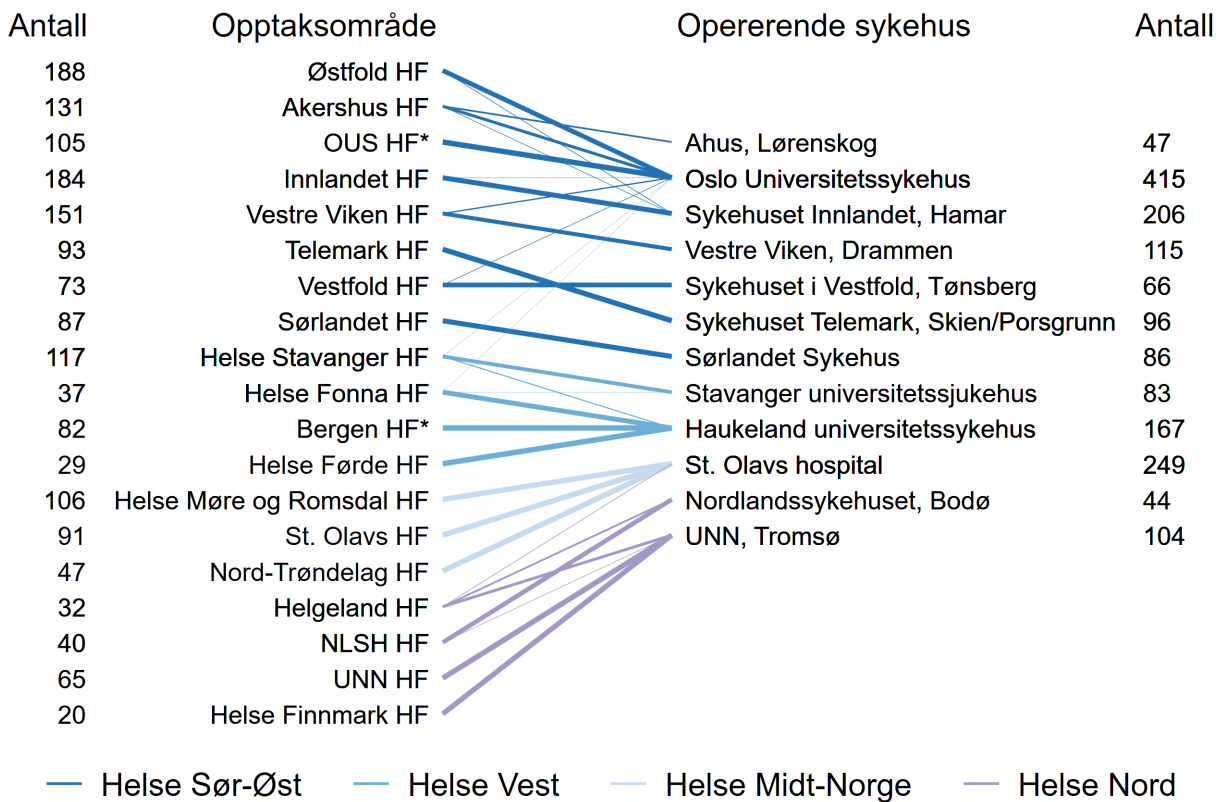 Antall Opptaksområde Opererende sykehus Antall
188 Østfold HF
131 Akershus HF
105 OUS HF* Ahus, Lørenskog 47
184 Innlandet HF Oslo Universitetssykehus 415
151 Vestre Viken HF Sykehuset Innlandet, Hamar 206
93 Telemark HF Vestre Viken, Drammen 115
73 Vestfold HF Sykehuset i Vestfold, Tønsberg 66
87 Sørlandet HF Sykehuset Telemark, Skien/Porsgrunn 96
117 Helse Stavanger HF Sørlandet Sykehus 86
37 Helse Fonna HF Stavanger universitetssjukehus 83
82 Bergen HF* Haukeland universitetssykehus 167
29 Helse Førde HF St. Olavs hospital 249
106 Helse Møre og Romsdal HF Nordlandssykehuset, Bodø 44
91 St. Olavs HF UNN, Tromsø 104
47 Nord-Trøndelag HF
32 Helgeland HF
40 NLSH HF
65 UNN HF
20 Helse Finnmark HF
Helse Sør-Øst Helse Vest Helse Midt-Norge Helse Nord